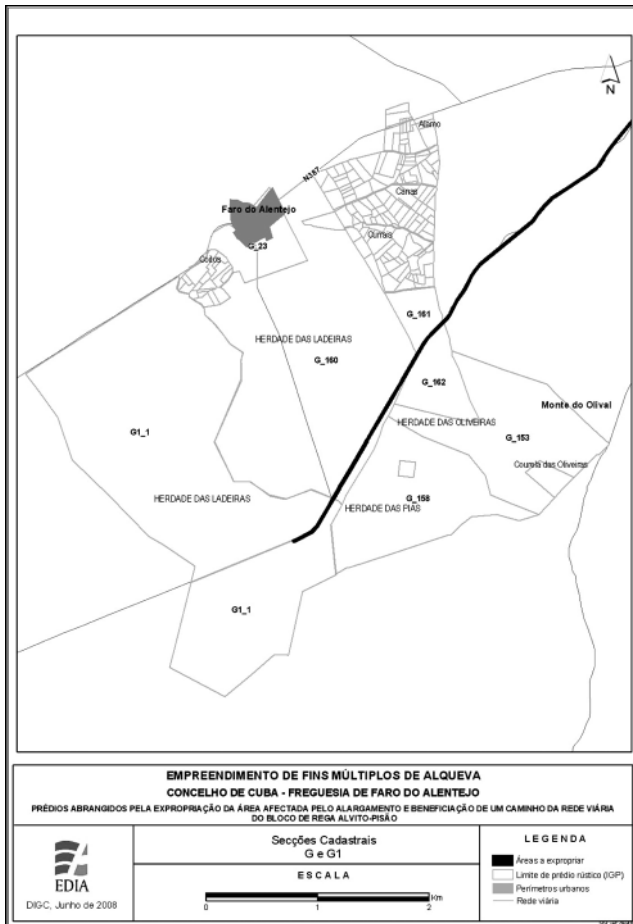 N
Alamo
N387
Canas
Faro do Alentejo
Currais
G_23
Coitos
G_161
HERDADE DAS LADEIRAS
G_160
G_162
Monte do Olival
HERDADE DAS OLIVEIRAS
G1_1
G_153
Courela das Oliveiras
HERDADE DAS LADEIRAS
G_158
HERDADE DAS PIAS
G1_1
EMPREENDIMENTO DE FINS MÚLTIPLOS DE ALQUEVA
CONCELHO DE CUBA - FREGUESIA DE FARO DO ALENTEJO
PRÉDIOS ABRANGIDOS PELA EXPROPRIAÇÃO DA ÁREA AFECTADA PELO ALARGAMENTO E BENEFICIAÇÃO DE UM CAMINHO DA REDE VIÁRIA
DO BLOCO DE REGA ALVITO-PISÃO
EDIA
DIGC, Junho de 2008
Secções Cadastrais
G e G1
ESCALA
Km
0 1 2
LEGENDA
Áreas a expropriar
Limite de prédio rústico (IGP)
Perímetros urbanos
Rede viária